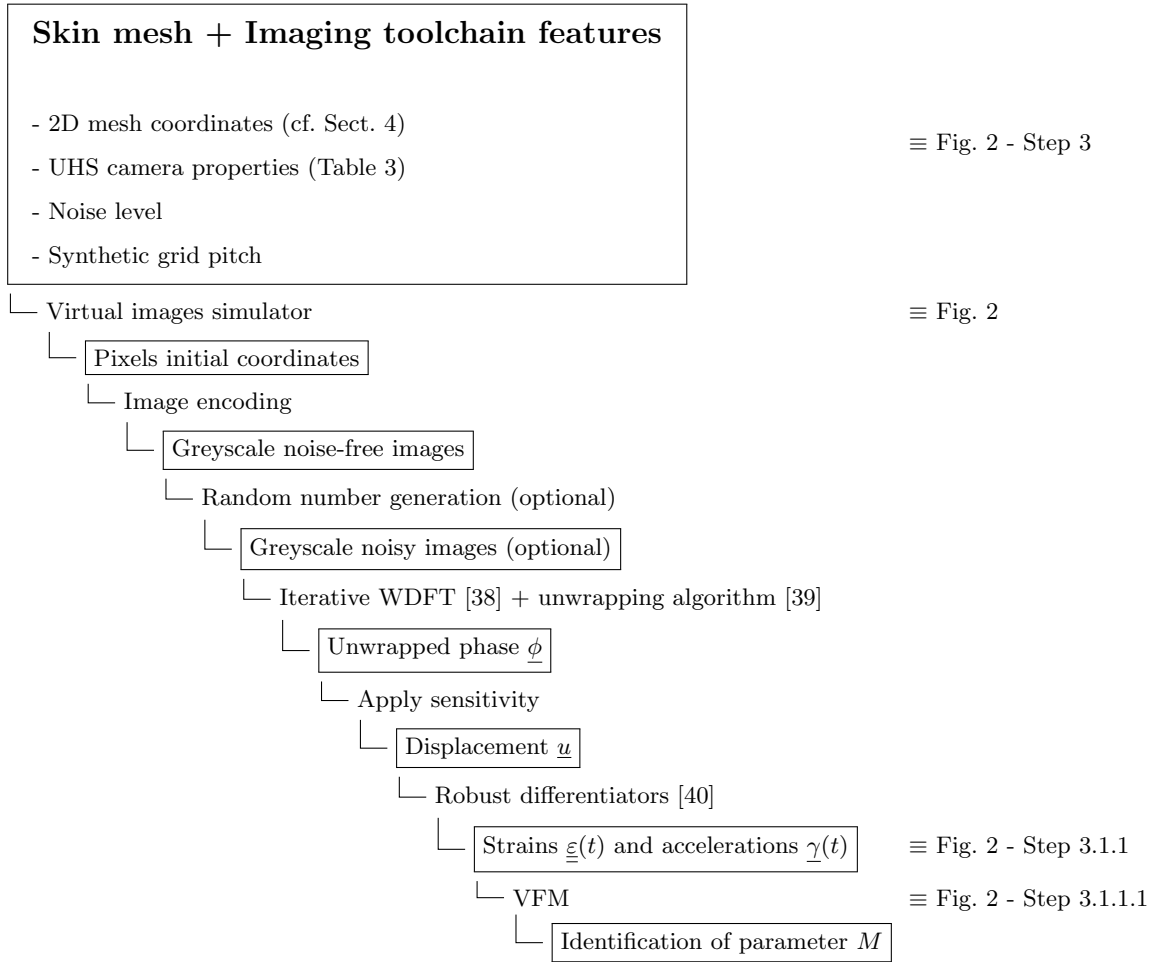 Skin mesh + Imaging toolchain features
- 2D mesh coordinates (cf. Sect. 4)
≡ Fig. 2 - Step 3
- UHS camera properties (Table 3)
- Noise level
- Synthetic grid pitch
Virtual images simulator ≡ Fig. 2
Pixels initial coordinates
Image encoding
Greyscale noise-free images
Random number generation (optional)
Greyscale noisy images (optional)
Iterative WDFT [38] + unwrapping algorithm [39]
Unwrapped phase ϕ
Apply sensitivity
Displacement u
Robust differentiators [40]
Strains ε(t) and accelerations γ(t) ≡ Fig. 2 - Step 3.1.1
VFM ≡ Fig. 2 - Step 3.1.1.1
Identification of parameter M